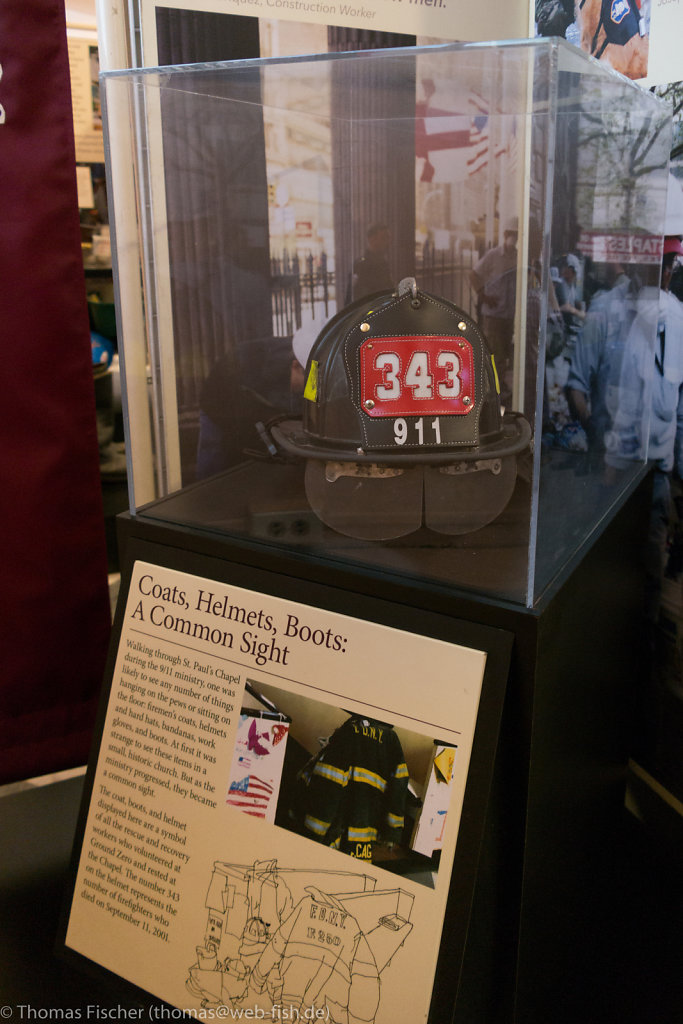 men.
Construction Worker
STAPLES
343
911
Coats, Helmets, Boots:
A Common Sight
Walking through St. Paul's Chapel
during the 9/11 ministry, one was
likely to see any number of things
hanging on the pews or sitting on
the floor: firemen's coats, helmets
and hard hats, bandanas, work
gloves, and boots. At first it was
strange to see these items in a
small, historic church. But as the
ministry progressed, they became
a common sight.
The coat, boots, and helmet
displayed here are a symbol
of all the rescue and recovery
workers who volunteered at
Ground Zero and rested at
the Chapel. The number 343
on the helmet represents the
number of firefighters who
died on September 11, 2001.
F.D.N.Y.
CAG
F.D.N.Y.
© Thomas Fischer (thomas@web-fish.de)